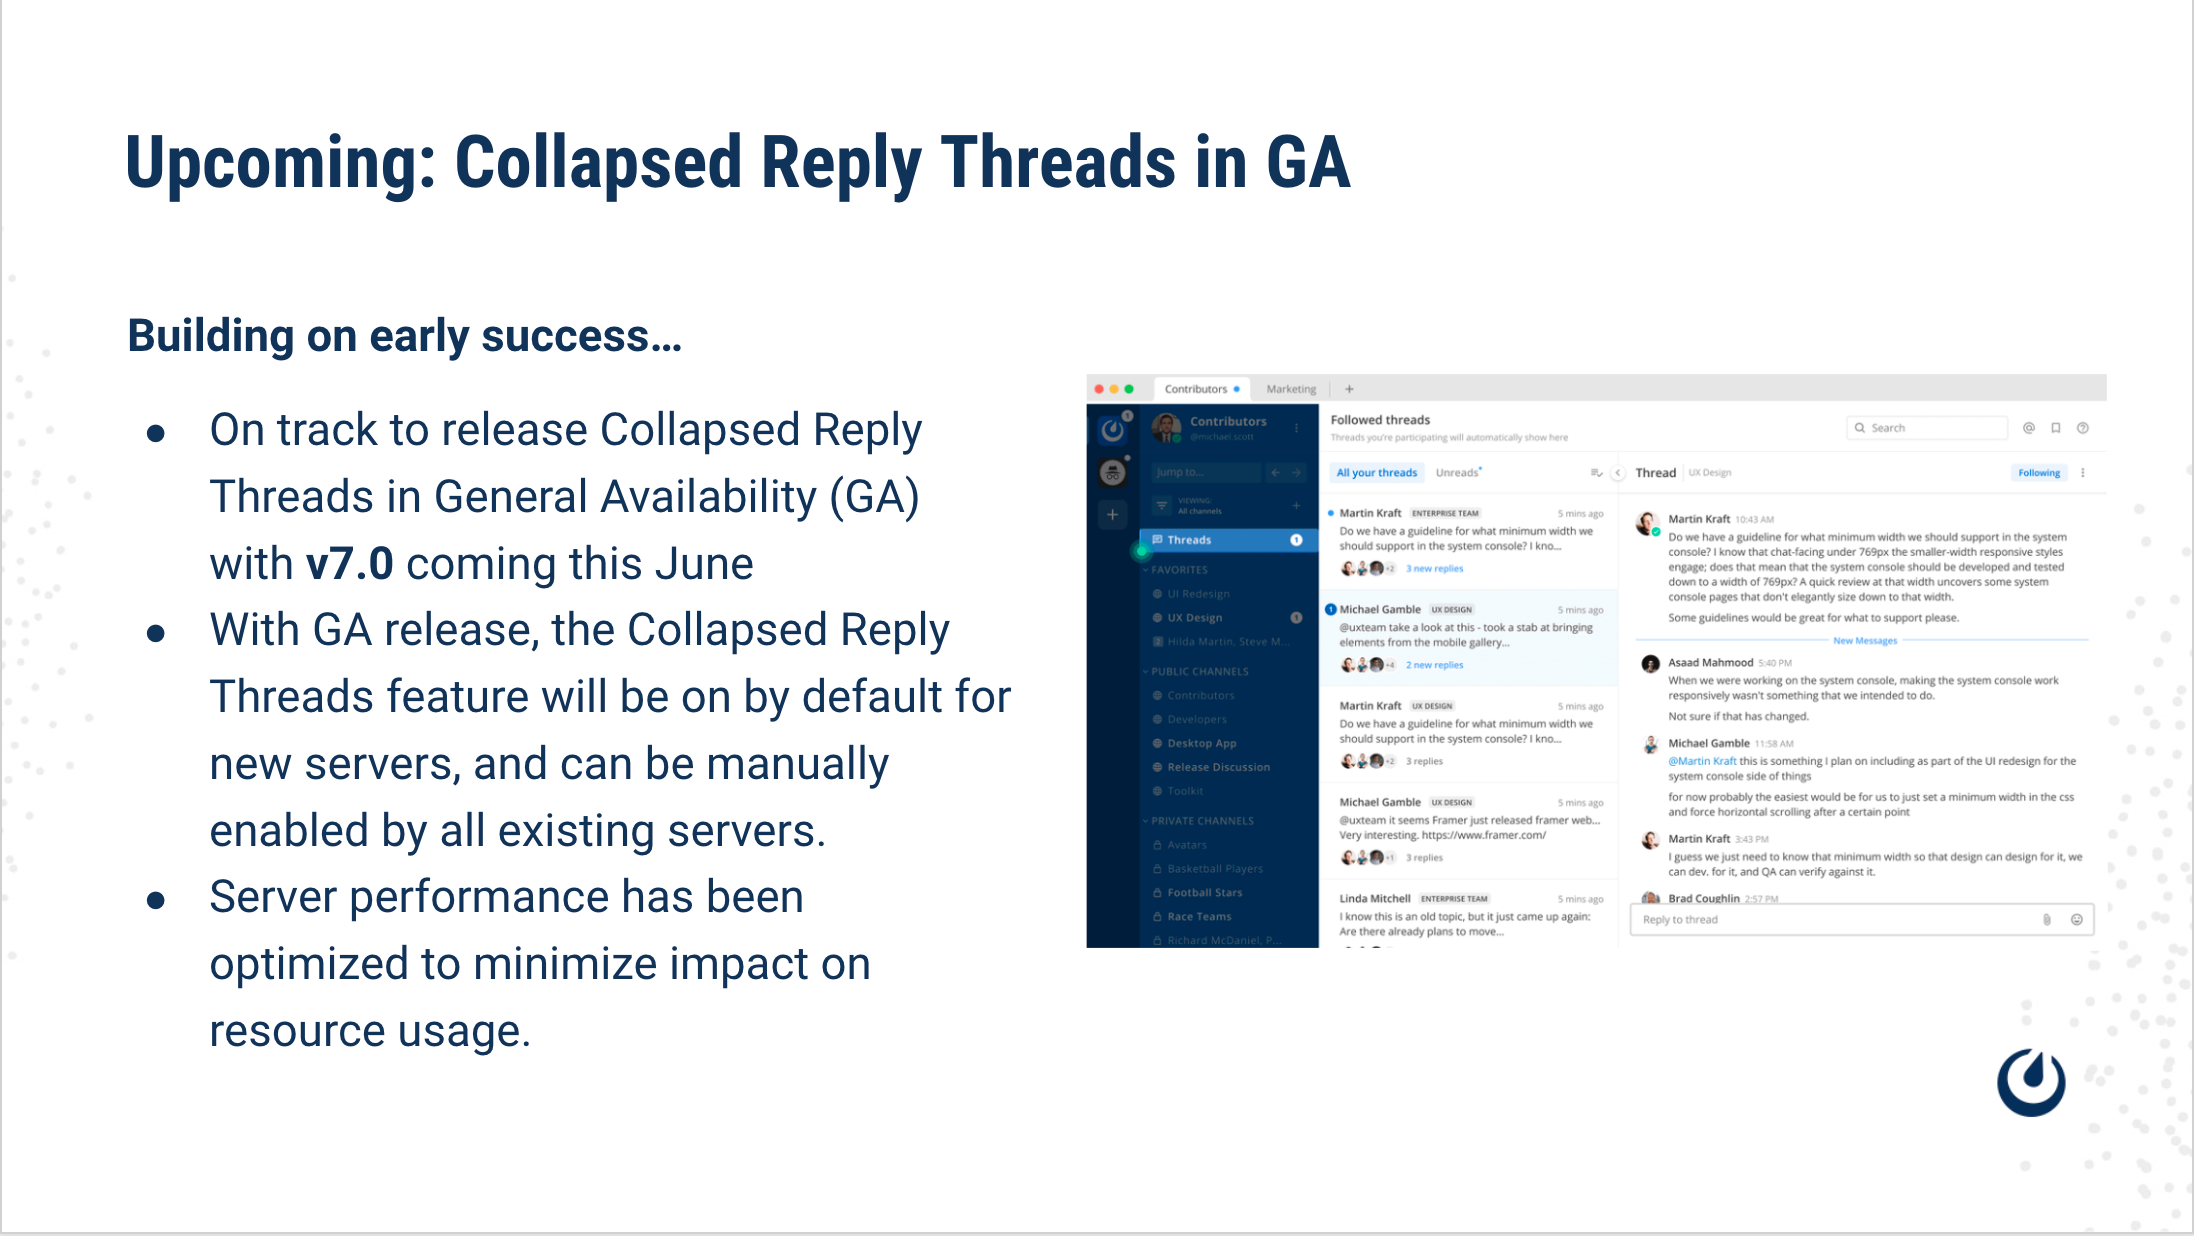 Upcoming: Collapsed Reply Threads in GA
Building on early success...
● On track to release Collapsed Reply
Threads in General Availability (GA)
with v7.0 coming this June
● With GA release, the Collapsed Reply
Threads feature will be on by default for
new servers, and can be manually
enabled by all existing servers.
● Server performance has been
optimized to minimize impact on
resource usage.
Contributors
Marketing
+
1
Contributors
@michael.scott
Jump to...
VIEWING:
All channels
Threads 1
FAVORITES
UI Redesign
UX Design 1
2 Hilda Martin, Steve M...
PUBLIC CHANNELS
Contributors
Developers
Desktop App
Release Discussion
Toolkit
PRIVATE CHANNELS
Avatars
Basketball Players
Football Stars
Race Teams
Richard McDaniel, P...
Followed threads
Threads you're participating will automatically show here
Search
All your threads Unreads
Martin Kraft ENTERPRISE TEAM 5 mins ago
Do we have a guideline for what minimum width we
should support in the system console? I kno...
+2 3 new replies
1 Michael Gamble UX DESIGN 5 mins ago
@uxteam take a look at this - took a stab at bringing
elements from the mobile gallery...
+4 2 new replies
Martin Kraft UX DESIGN 5 mins ago
Do we have a guideline for what minimum width we
should support in the system console? I kno...
+2 3 replies
Michael Gamble UX DESIGN 5 mins ago
@uxteam it seems Framer just released framer web...
Very interesting. https://www.framer.com/
+1 3 replies
Linda Mitchell ENTERPRISE TEAM 5 mins ago
I know this is an old topic, but it just came up again:
Are there already plans to move...
Thread UX Design Following
Martin Kraft 10:43 AM
Do we have a guideline for what minimum width we should support in the system
console? I know that chat-facing under 769px the smaller-width responsive styles
engage; does that mean that the system console should be developed and tested
down to a width of 769px? A quick review at that width uncovers some system
console pages that don't elegantly size down to that width.
Some guidelines would be great for what to support please.
New Messages
Asaad Mahmood 5:40 PM
When we were working on the system console, making the system console work
responsively wasn't something that we intended to do.
Not sure if that has changed.
Michael Gamble 11:58 AM
@Martin Kraft this is something I plan on including as part of the UI redesign for the
system console side of things
for now probably the easiest would be for us to just set a minimum width in the css
and force horizontal scrolling after a certain point
Martin Kraft 3:43 PM
I guess we just need to know that minimum width so that design can design for it, we
can dev. for it, and QA can verify against it.
Brad Coughlin 2:57 PM
Reply to thread